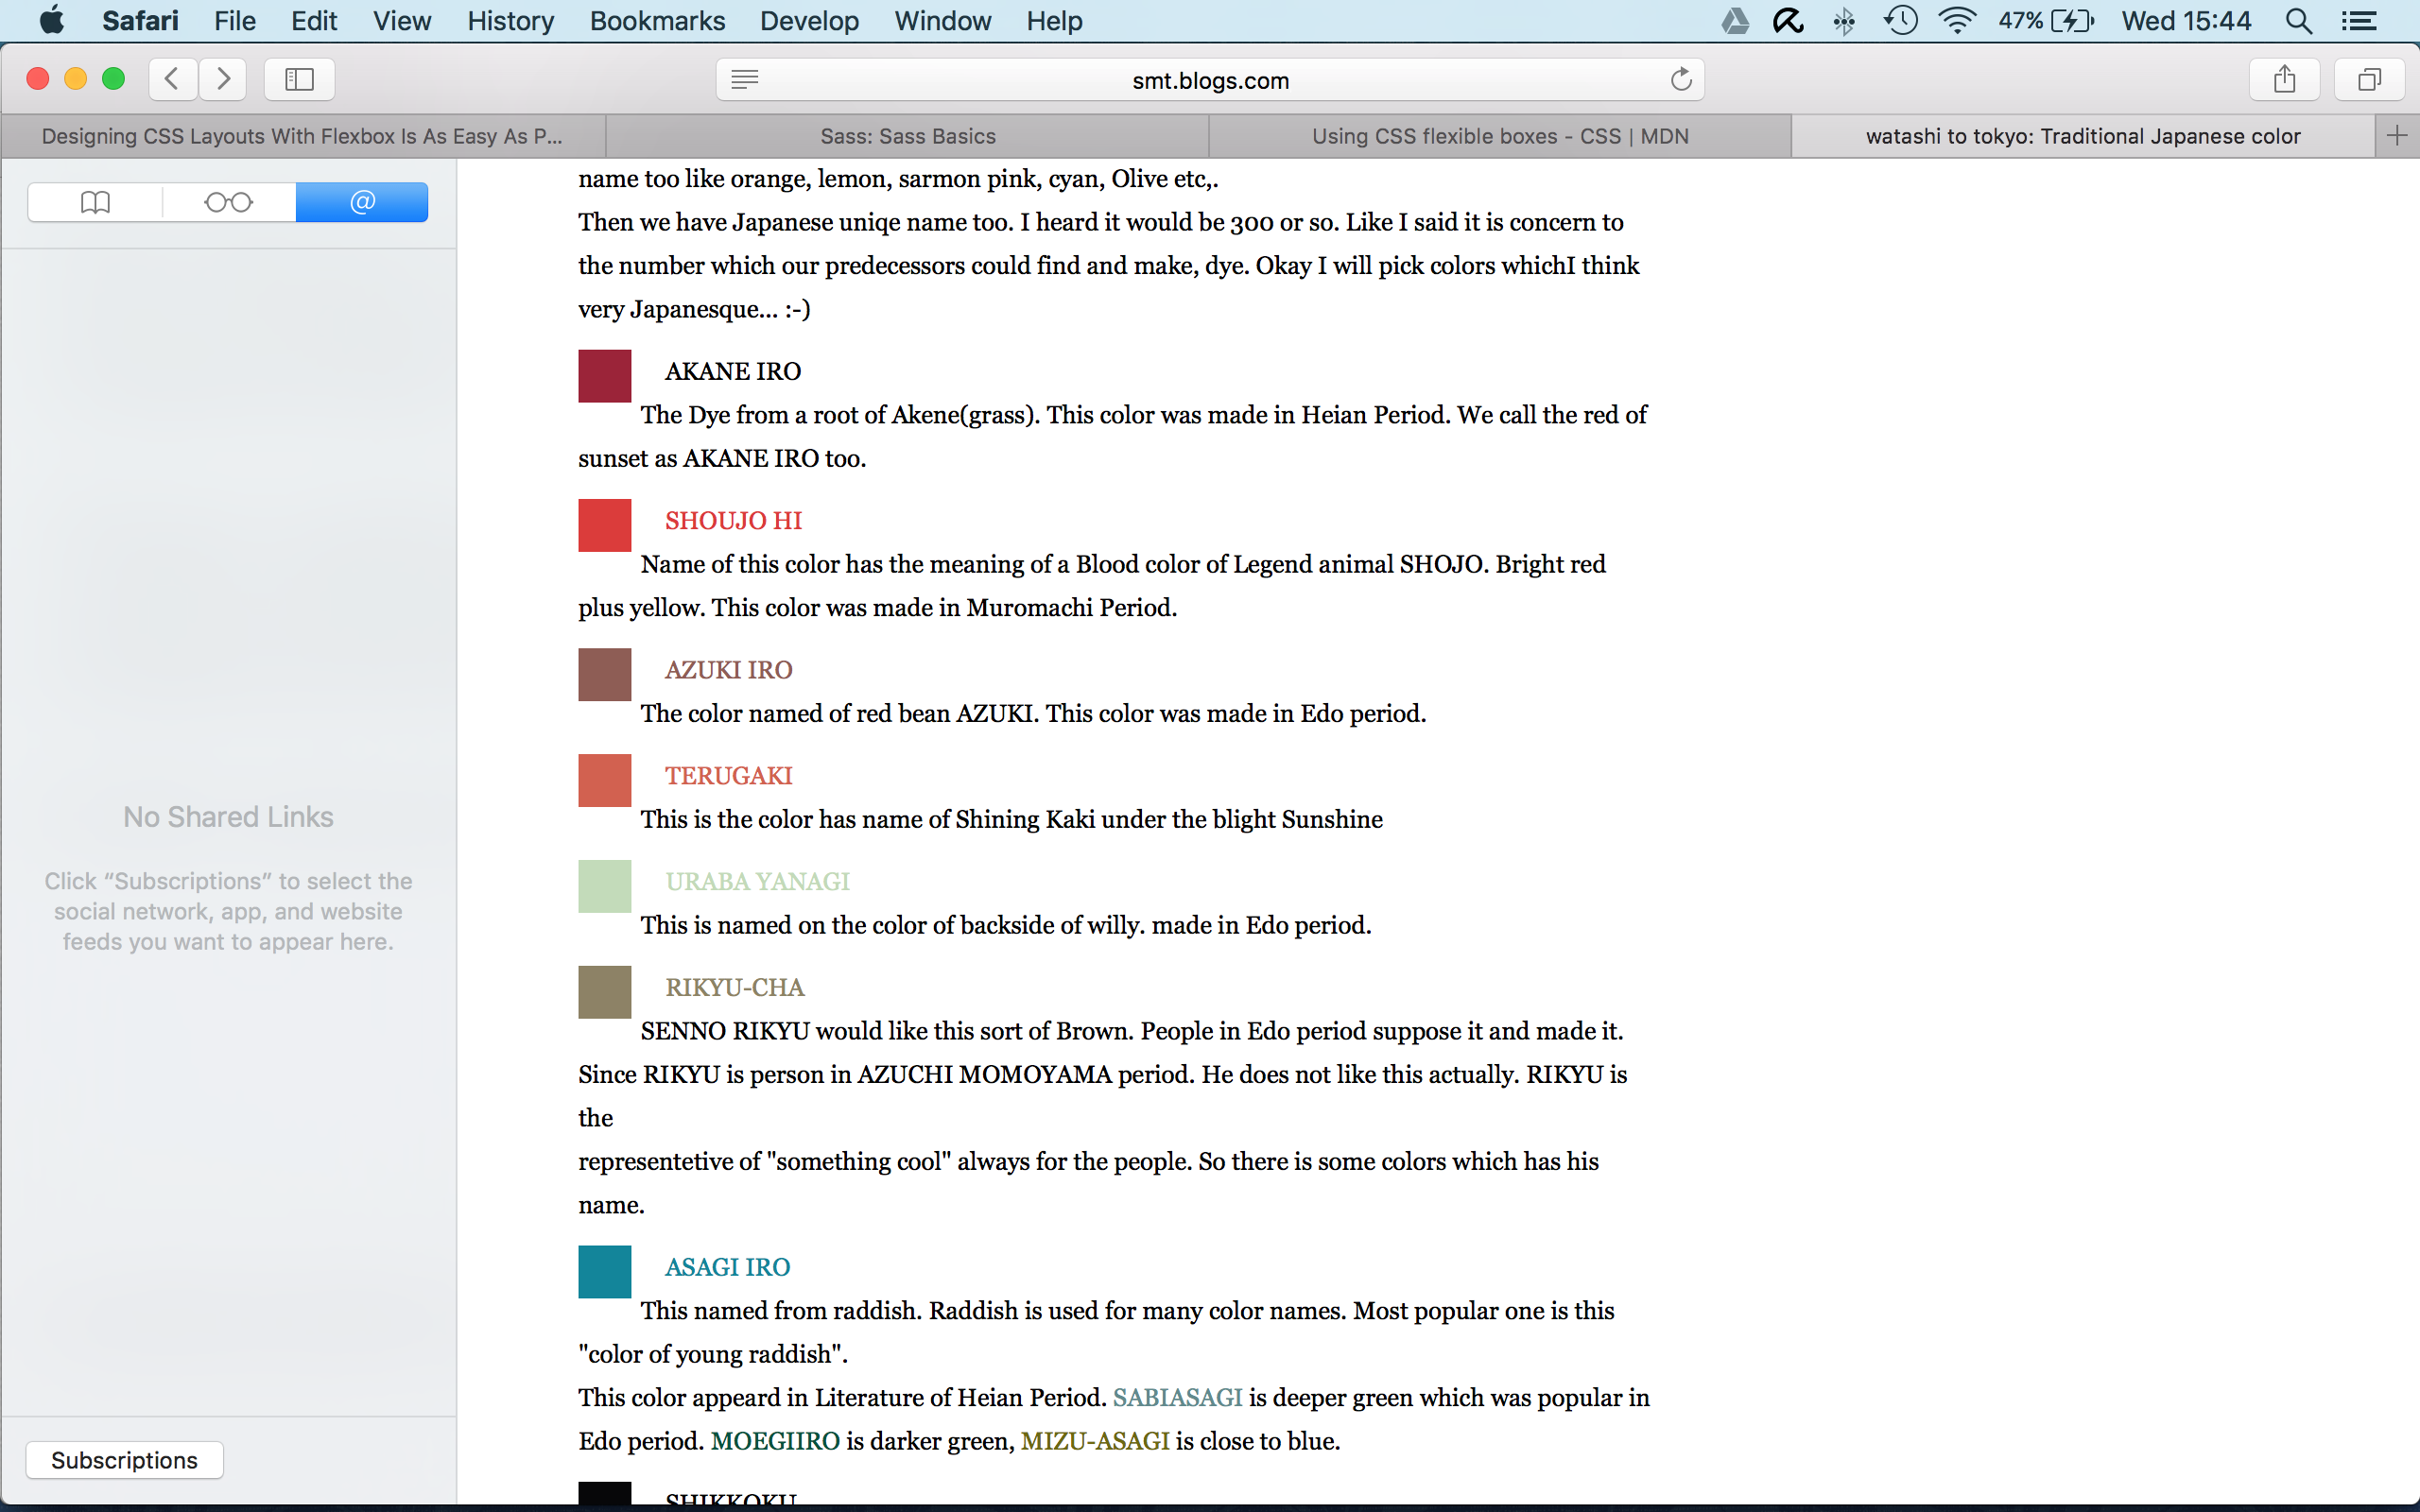 Safari File Edit View History Bookmarks Develop Window Help 47% Wed 15:44
smt.blogs.com
Designing CSS Layouts With Flexbox Is As Easy As P... Sass: Sass Basics Using CSS flexible boxes - CSS | MDN watashi to tokyo: Traditional Japanese color
@
No Shared Links
Click “Subscriptions” to select the
social network, app, and website
feeds you want to appear here.
Subscriptions
name too like orange, lemon, sarmon pink, cyan, Olive etc,.
Then we have Japanese uniqe name too. I heard it would be 300 or so. Like I said it is concern to
the number which our predecessors could find and make, dye. Okay I will pick colors whichI think
very Japanesque... :-)
AKANE IRO
The Dye from a root of Akene(grass). This color was made in Heian Period. We call the red of
sunset as AKANE IRO too.
SHOUJO HI
Name of this color has the meaning of a Blood color of Legend animal SHOJO. Bright red
plus yellow. This color was made in Muromachi Period.
AZUKI IRO
The color named of red bean AZUKI. This color was made in Edo period.
TERUGAKI
This is the color has name of Shining Kaki under the blight Sunshine
URABA YANAGI
This is named on the color of backside of willy. made in Edo period.
RIKYU-CHA
SENNO RIKYU would like this sort of Brown. People in Edo period suppose it and made it.
Since RIKYU is person in AZUCHI MOMOYAMA period. He does not like this actually. RIKYU is
the
representetive of "something cool" always for the people. So there is some colors which has his
name.
ASAGI IRO
This named from raddish. Raddish is used for many color names. Most popular one is this
"color of young raddish".
This color appeard in Literature of Heian Period. SABIASAGI is deeper green which was popular in
Edo period. MOEGIIRO is darker green, MIZU-ASAGI is close to blue.
SHIKKOKU